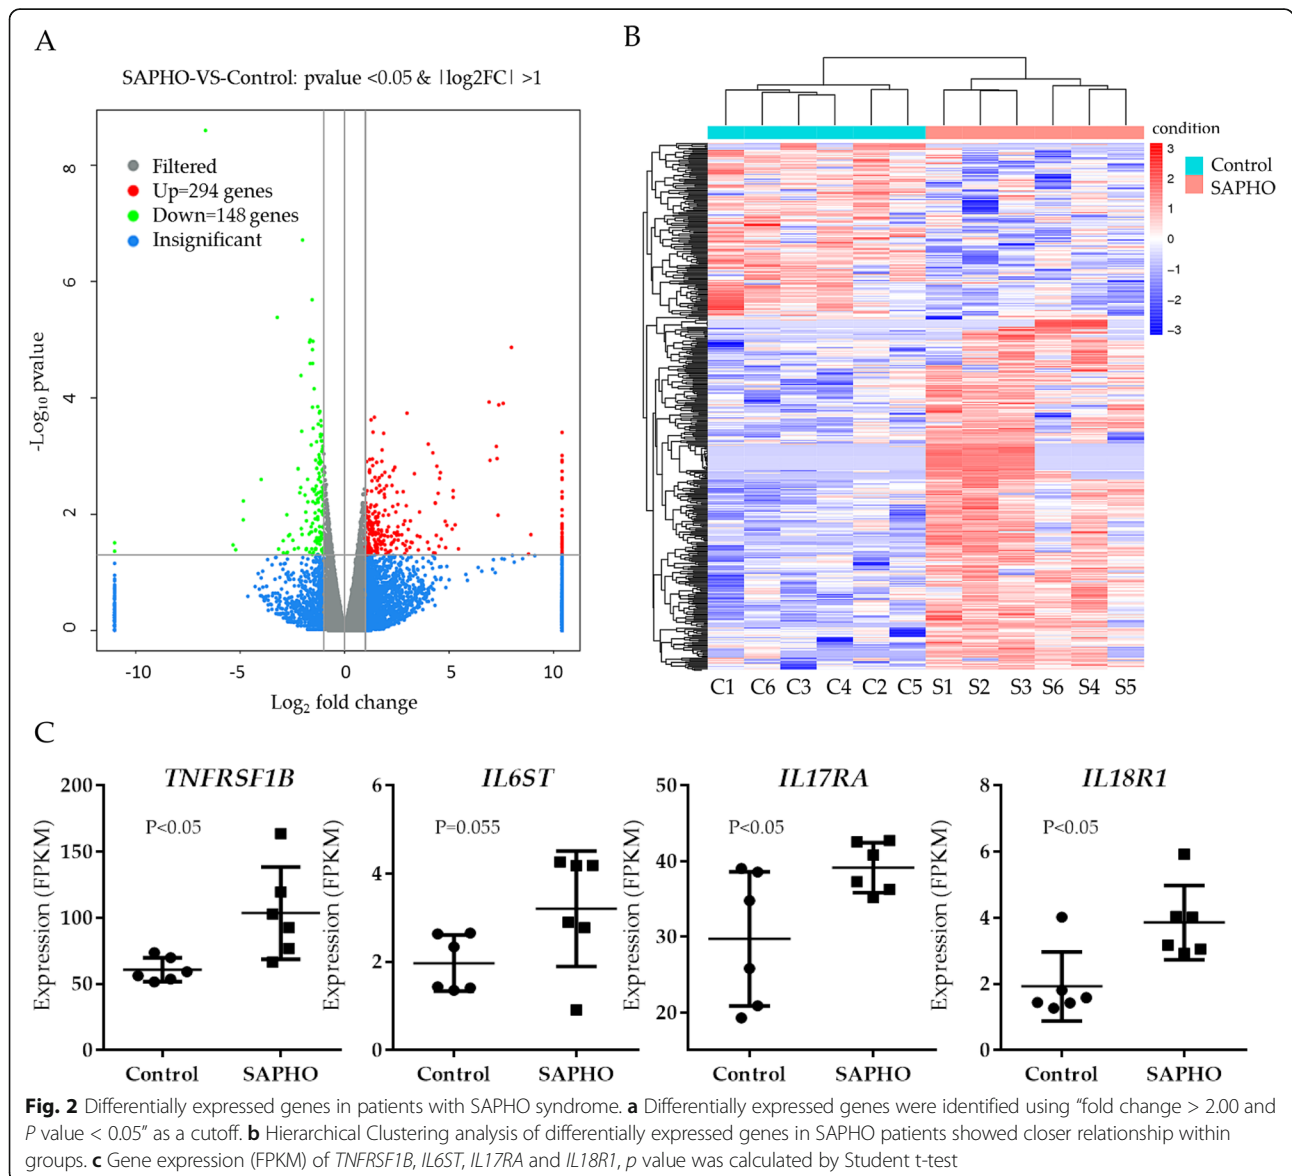 A
SAPHO-VS-Control: pvalue <0.05 & |log2FC| >1
Filtered
Up=294 genes
Down=148 genes
Insignificant
-Log10 pvalue
8
6
4
2
0
-10
-5
0
5
10
Log2 fold change
B
condition
Control
SAPHO
3
2
1
0
−1
−2
−3
C1 C6 C3 C4 C2 C5 S1 S2 S3 S6 S4 S5
C
TNFRSF1B
P<0.05
Expression (FPKM)
200
150
100
50
0
Control SAPHO
IL6ST
P=0.055
Expression (FPKM)
6
4
2
0
Control SAPHO
IL17RA
P<0.05
Expression (FPKM)
50
40
30
20
Control SAPHO
IL18R1
P<0.05
Expression (FPKM)
8
6
4
2
0
Control SAPHO
Fig. 2 Differentially expressed genes in patients with SAPHO syndrome. a Differentially expressed genes were identified using “fold change > 2.00 and
P value < 0.05” as a cutoff. b Hierarchical Clustering analysis of differentially expressed genes in SAPHO patients showed closer relationship within
groups. c Gene expression (FPKM) of TNFRSF1B, IL6ST, IL17RA and IL18R1, p value was calculated by Student t-test